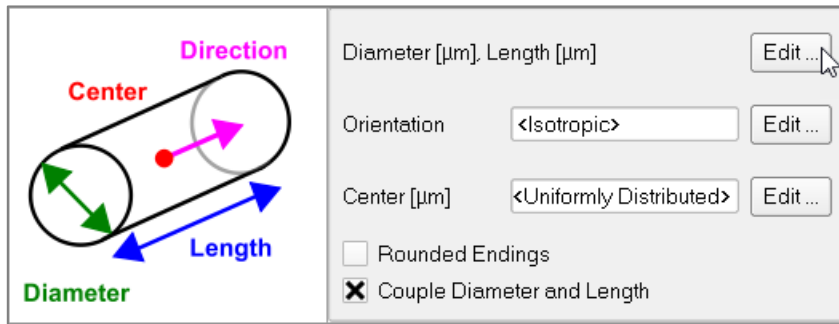 Direction
Center
Length
Diameter
Diameter [µm], Length [µm] Edit ...
Orientation <Isotropic> Edit ...
Center [µm] <Uniformly Distributed> Edit ...
Rounded Endings
Couple Diameter and Length